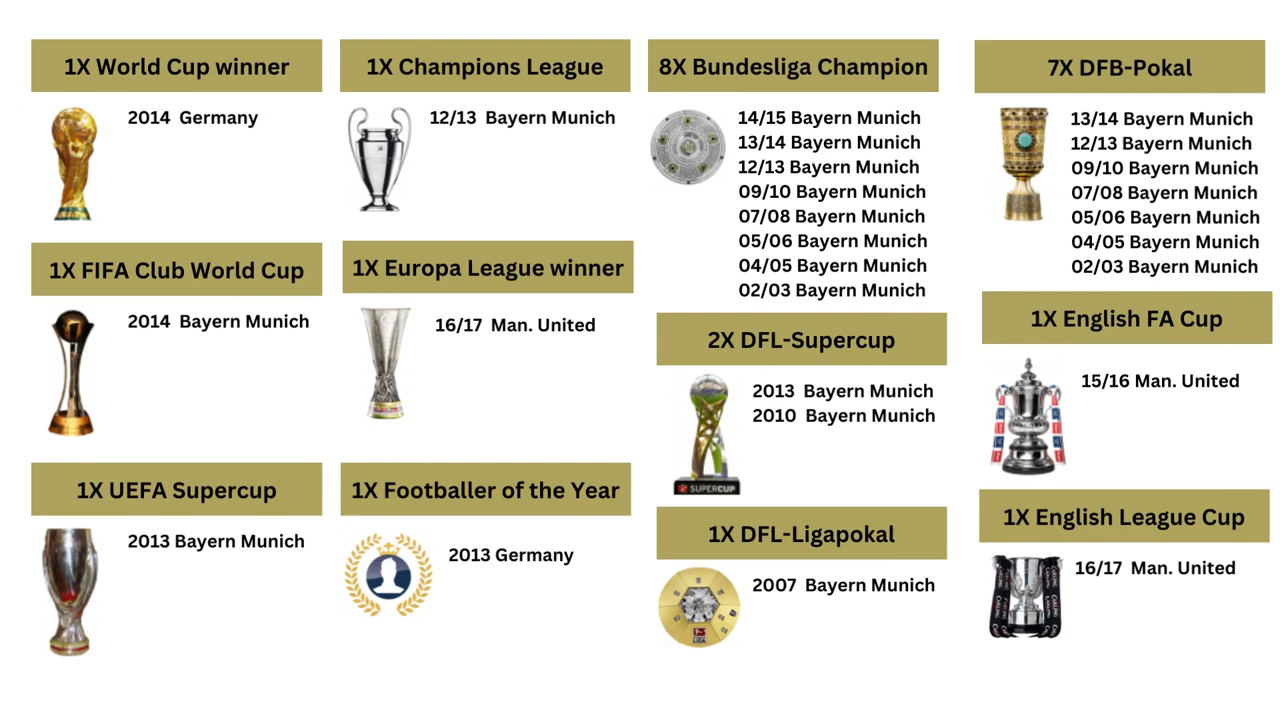 1X World Cup winner
2014 Germany
1X Champions League
12/13 Bayern Munich
8X Bundesliga Champion
14/15 Bayern Munich
13/14 Bayern Munich
12/13 Bayern Munich
09/10 Bayern Munich
07/08 Bayern Munich
05/06 Bayern Munich
04/05 Bayern Munich
02/03 Bayern Munich
7X DFB-Pokal
13/14 Bayern Munich
12/13 Bayern Munich
09/10 Bayern Munich
07/08 Bayern Munich
05/06 Bayern Munich
04/05 Bayern Munich
02/03 Bayern Munich
1X FIFA Club World Cup
2014 Bayern Munich
1X Europa League winner
16/17 Man. United
2X DFL-Supercup
2013 Bayern Munich
2010 Bayern Munich
SUPERCUP
1X English FA Cup
15/16 Man. United
1X UEFA Supercup
2013 Bayern Munich
1X Footballer of the Year
2013 Germany
1X DFL-Ligapokal
2007 Bayern Munich
1X English League Cup
16/17 Man. United